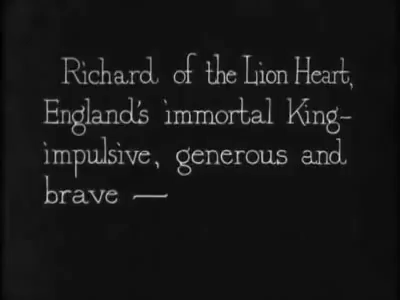 Richard of the Lion Heart,
England's immortal King-
impulsive, generous and
brave —